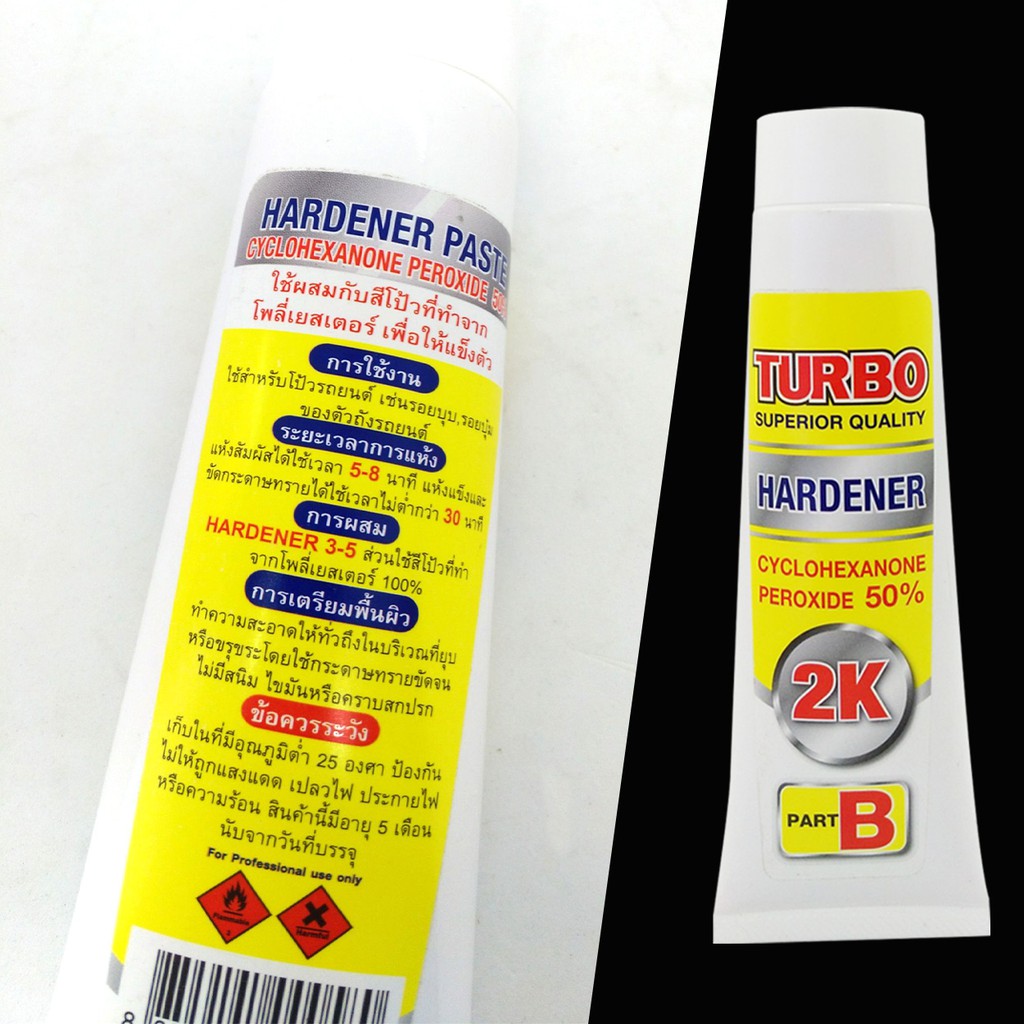 HARDENER PASTE
CYCLOHEXANONE PEROXIDE 50%
ใช้ผสมกับสีโป้วที่ทำจาก
โพลี่เยสเตอร์ เพื่อให้แข็งตัว
การใช้งาน
ใช้สำหรับโป้วรถยนต์ เช่นรอยบุบ,รอยปุ่ม
ของตัวถังรถยนต์
ระยะเวลาการแห้ง
แห้งสัมผัสได้ใช้เวลา 5-8 นาที แห้งแข็งและ
ขัดกระดาษทรายได้ใช้เวลาไม่ต่ำกว่า 30 นาที
การผสม
HARDENER 3-5 ส่วนใช้สีโป้วที่ทำ
จากโพลี่เยสเตอร์ 100%
การเตรียมพื้นผิว
ทำความสะอาดให้ทั่วถึงในบริเวณที่ยุบ
หรือขรุขระโดยใช้กระดาษทรายขัดจน
ไม่มีสนิม ไขมันหรือคราบสกปรก
ข้อควรระวัง
เก็บในที่มีอุณภูมิต่ำ 25 องศา ป้องกัน
ไม่ให้ถูกแสงแดด เปลวไฟ ประกายไฟ
หรือความร้อน สินค้านี้มีอายุ 5 เดือน
นับจากวันที่บรรจุ
For Professional use only
Flammable
3
Harmful
8
TURBO
SUPERIOR QUALITY
HARDENER
CYCLOHEXANONE
PEROXIDE 50%
2K
PART B